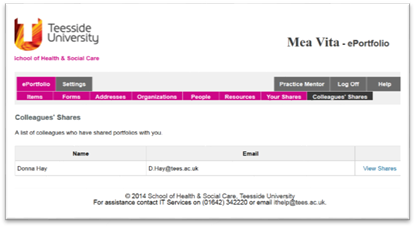 Teesside
University
School of Health & Social Care
Mea Vita - ePortfolio
ePortfolio Settings Practice Mentor Log Off Help
Items Forms Addresses Organizations People Resources Your Shares Colleagues' Shares
Colleagues' Shares
A list of colleagues who have shared portfolios with you.
Name Email
Donna Hay D.Hay@tees.ac.uk View Shares
© 2014 School of Health & Social Care, Teesside University
For assistance contact IT Services on (01642) 342220 or email ithelp@tees.ac.uk.